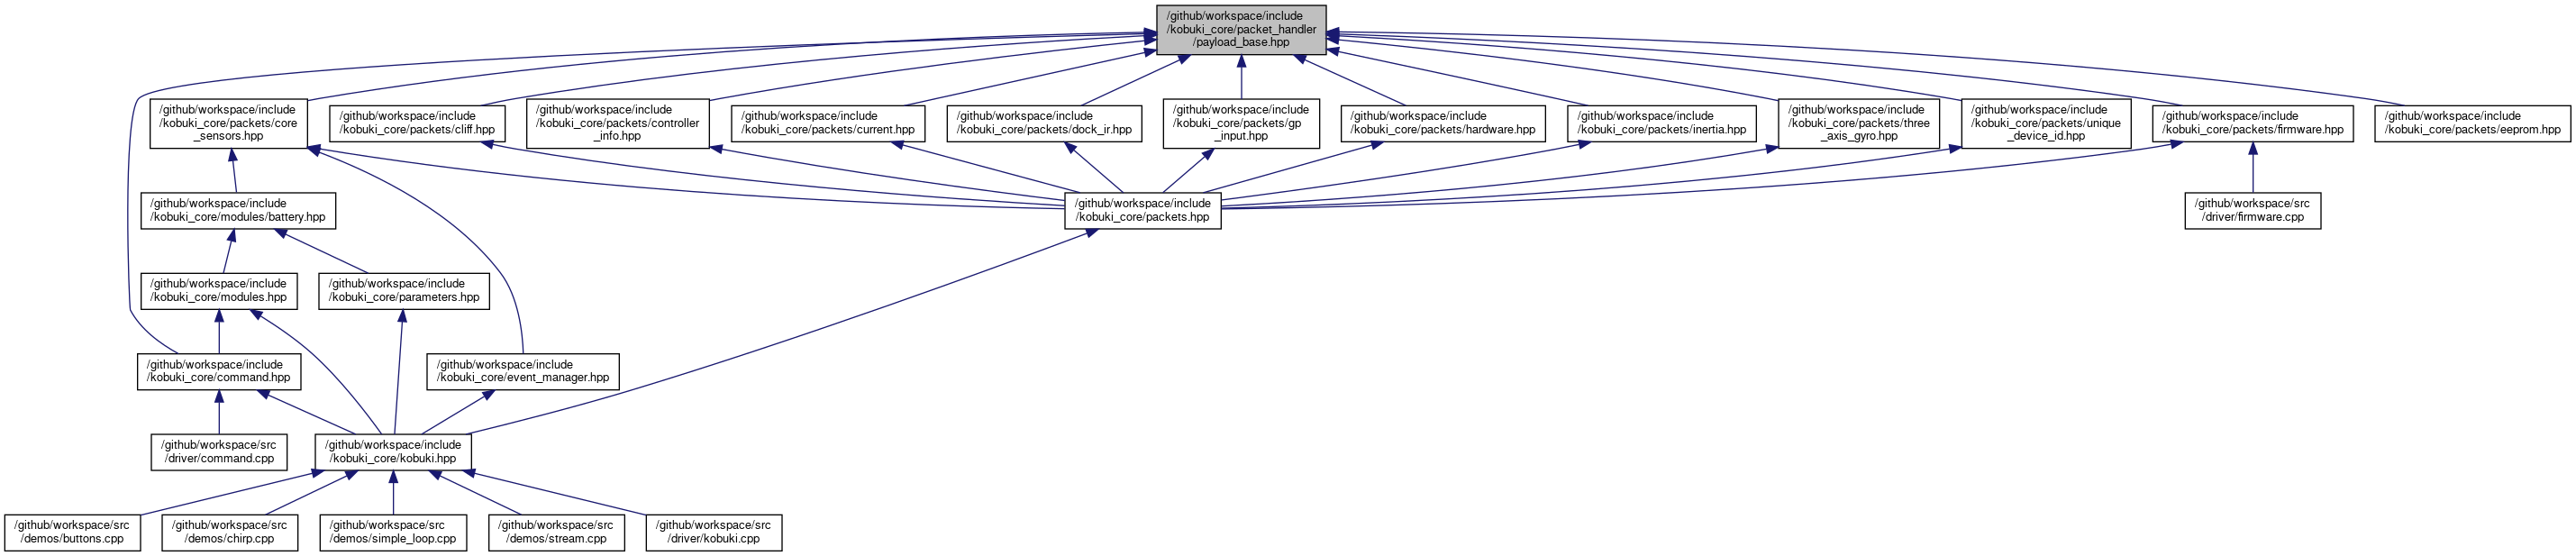 /github/workspace/include
/kobuki_core/packet_handler
/payload_base.hpp
/github/workspace/include
/kobuki_core/packets/core
_sensors.hpp
/github/workspace/include
/kobuki_core/packets/cliff.hpp
/github/workspace/include
/kobuki_core/packets/controller
_info.hpp
/github/workspace/include
/kobuki_core/packets/current.hpp
/github/workspace/include
/kobuki_core/packets/dock_ir.hpp
/github/workspace/include
/kobuki_core/packets/gp
_input.hpp
/github/workspace/include
/kobuki_core/packets/hardware.hpp
/github/workspace/include
/kobuki_core/packets/inertia.hpp
/github/workspace/include
/kobuki_core/packets/three
_axis_gyro.hpp
/github/workspace/include
/kobuki_core/packets/unique
_device_id.hpp
/github/workspace/include
/kobuki_core/packets/firmware.hpp
/github/workspace/include
/kobuki_core/packets/eeprom.hpp
/github/workspace/include
/kobuki_core/modules/battery.hpp
/github/workspace/include
/kobuki_core/packets.hpp
/github/workspace/src
/driver/firmware.cpp
/github/workspace/include
/kobuki_core/modules.hpp
/github/workspace/include
/kobuki_core/parameters.hpp
/github/workspace/include
/kobuki_core/command.hpp
/github/workspace/include
/kobuki_core/event_manager.hpp
/github/workspace/src
/driver/command.cpp
/github/workspace/include
/kobuki_core/kobuki.hpp
/github/workspace/src
/demos/buttons.cpp
/github/workspace/src
/demos/chirp.cpp
/github/workspace/src
/demos/simple_loop.cpp
/github/workspace/src
/demos/stream.cpp
/github/workspace/src
/driver/kobuki.cpp